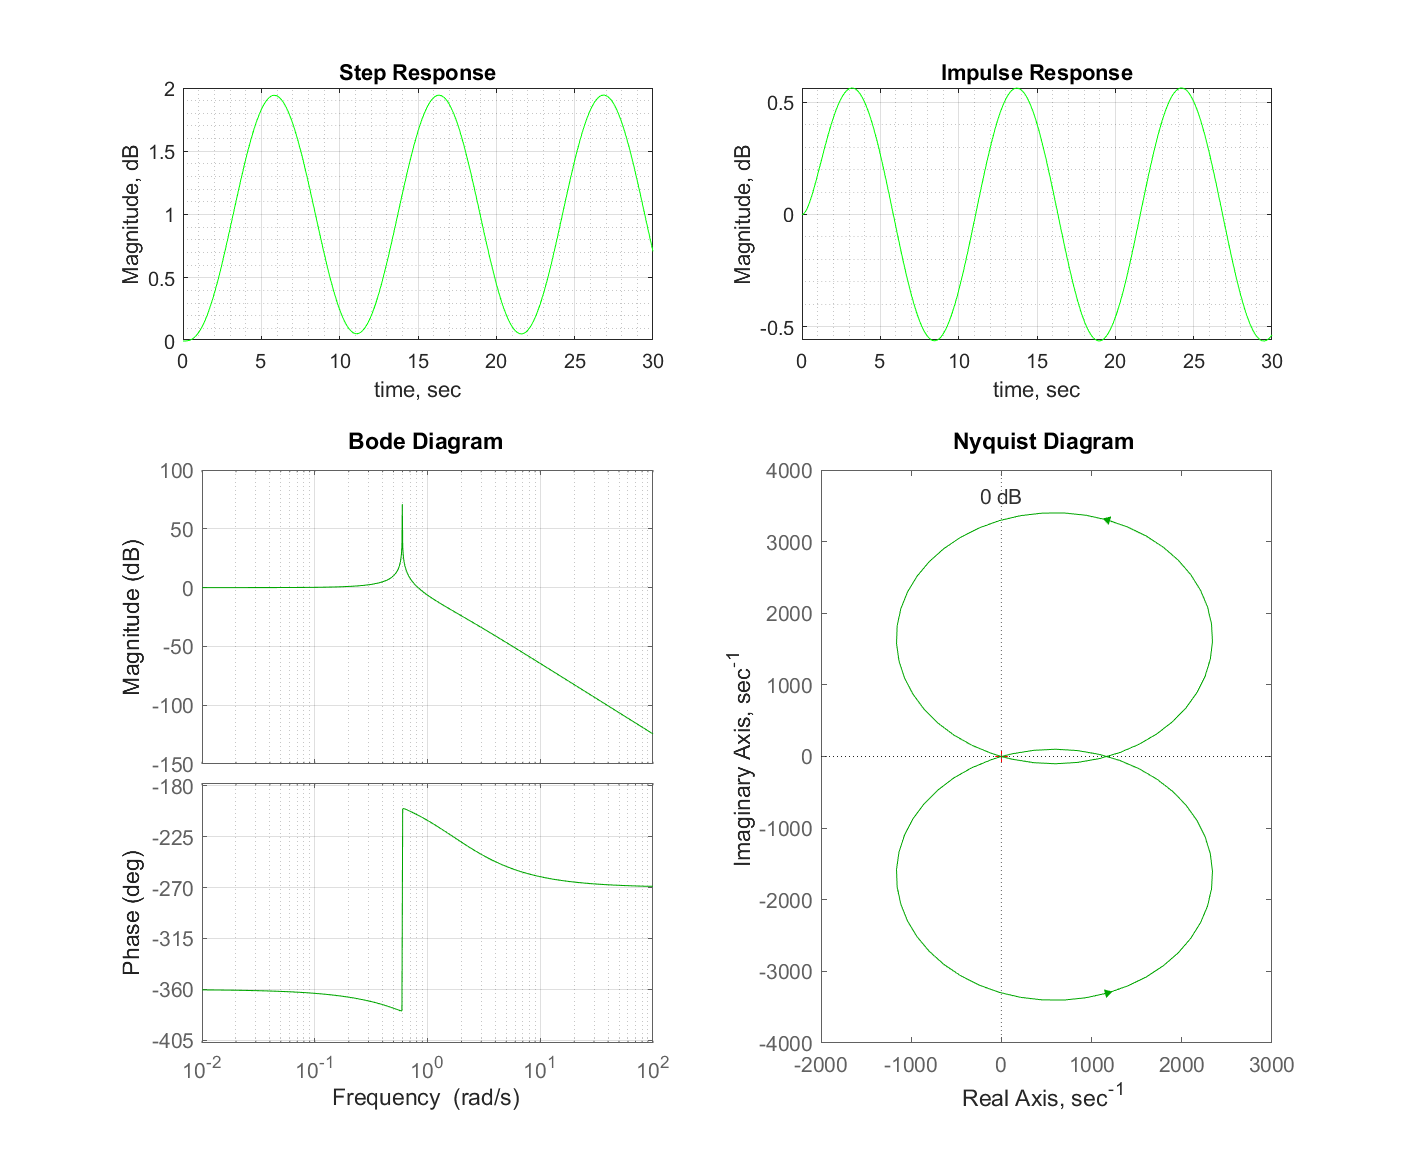 Step Response
Magnitude, dB
2
1.5
1
0.5
0
0 5 10 15 20 25 30
time, sec
Impulse Response
Magnitude, dB
0.5
0
-0.5
0 5 10 15 20 25 30
time, sec
Bode Diagram
Magnitude (dB)
100
50
0
-50
-100
-150
Phase (deg)
-180
-225
-270
-315
-360
-405
10^-2 10^-1 10^0 10^1 10^2
Frequency (rad/s)
Nyquist Diagram
0 dB
Imaginary Axis, sec^-1
4000
3000
2000
1000
0
-1000
-2000
-3000
-4000
-2000 -1000 0 1000 2000 3000
Real Axis, sec^-1